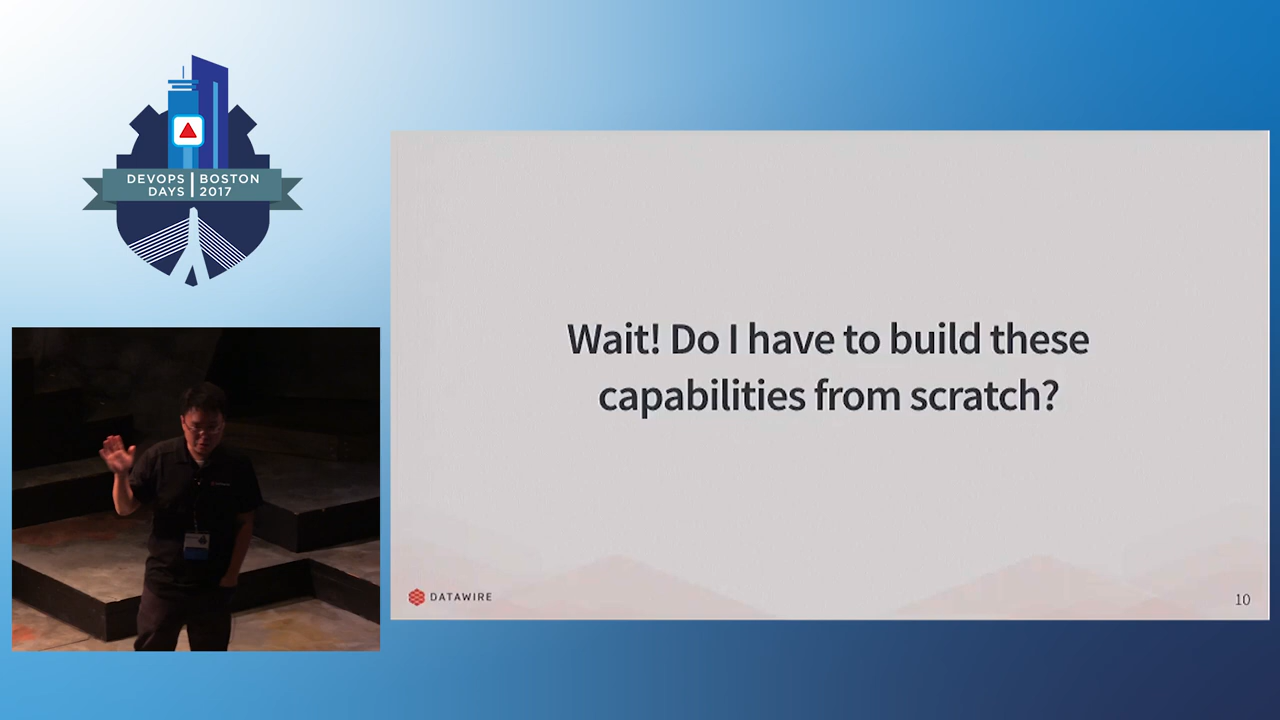 DEVOPS BOSTON
DAYS 2017
Wait! Do I have to build these
capabilities from scratch?
DATAWIRE
10